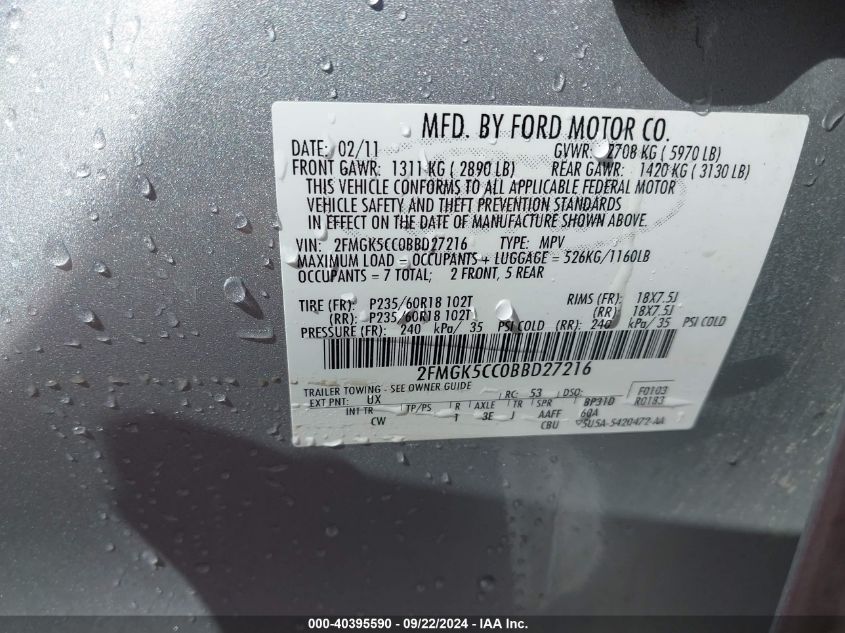 MFD. BY FORD MOTOR CO.
DATE: 02/11 GVWR: 2708 KG ( 5970 LB)
FRONT GAWR: 1311 KG ( 2890 LB) REAR GAWR: 1420 KG ( 3130 LB)
THIS VEHICLE CONFORMS TO ALL APPLICABLE FEDERAL MOTOR
VEHICLE SAFETY AND THEFT PREVENTION STANDARDS
IN EFFECT ON THE DATE OF MANUFACTURE SHOWN ABOVE.
VIN: 2FMGK5CC0BBD27216 TYPE: MPV
MAXIMUM LOAD = OCCUPANTS + LUGGAGE = 526KG/1160LB
OCCUPANTS = 7 TOTAL; 2 FRONT, 5 REAR
TIRE (FR): P235/60R18 102T RIMS (FR): 18X7.5J
(RR): P235/60R18 102T (RR) 18X7.5J
PRESSURE (FR): 240 kPa/ 35 PSI COLD (RR): 240 kPa/ 35 PSI COLD
2FMGK5CC0BBD27216
TRAILER TOWING - SEE OWNER GUIDE
EXT PNT: UX RC: 53 DSO: F0103
R0183
INT TR TP/PS R AXLE TR SPR BP31D
CW 1 3E J AAFF 60A
CBU 5U5A-5420472-AA
000-40395590 - 09/22/2024 - IAA Inc.